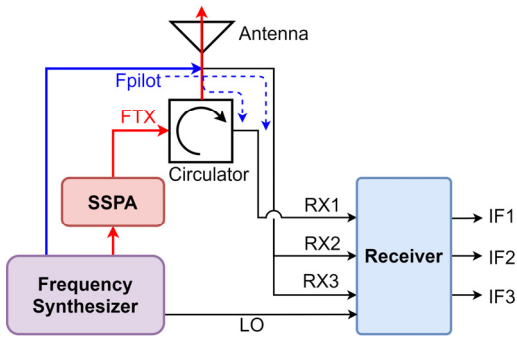 Antenna
Fpilot
FTX
Circulator
SSPA
RX1
IF1
RX2
Receiver
IF2
Frequency
Synthesizer
RX3
IF3
LO